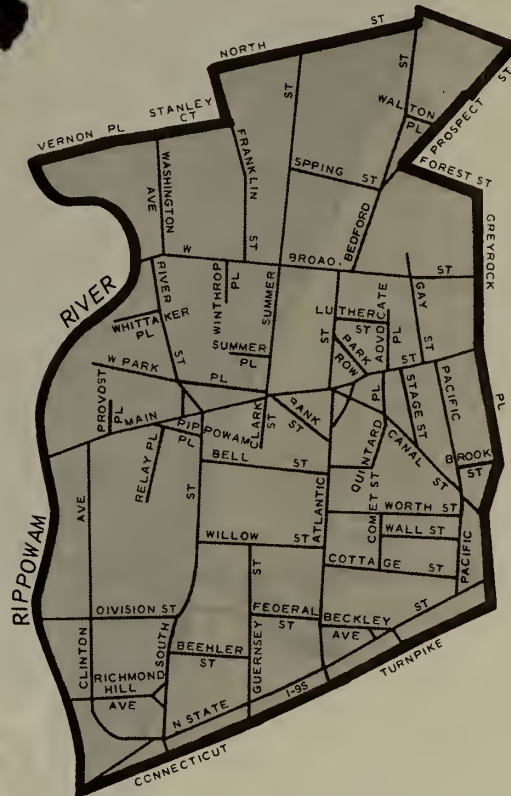 NORTH ST
STANLEY CT
VERNON PL
WALTON PL
PROSPECT ST
FOREST ST
GREYROCK PL
WASHINGTON AVE
FRANKLIN ST
SPPING ST
BEDFORD
W BROAD. ST
SUMMER ST
RIVER ST
WINTHROP PL
WHITTAKER PL
SUMMER PL
LUTHER ST
ADVOCATE PL
GAY ST
PARK ROW
ST
RIVER
W PARK PL
PROVOST PL
MAIN
RIPPOWAM PL
CLARK ST
BANK ST
PL
STAGE ST
PACIFIC
CANAL ST
BROOK ST
RELAY PL
BELL ST
QUINTARD
COMET ST
WORTH ST
WALL ST
ATLANTIC ST
WILLOW ST
COTTAGE ST
PACIFIC
RIPPOWAM
CLINTON AVE
DIVISION ST
SOUTH ST
FEDERAL ST
BECKLEY AVE
ST
BEEHLER ST
GUERNSEY ST
RICHMOND HILL AVE
N STATE
I-95
CONNECTICUT TURNPIKE